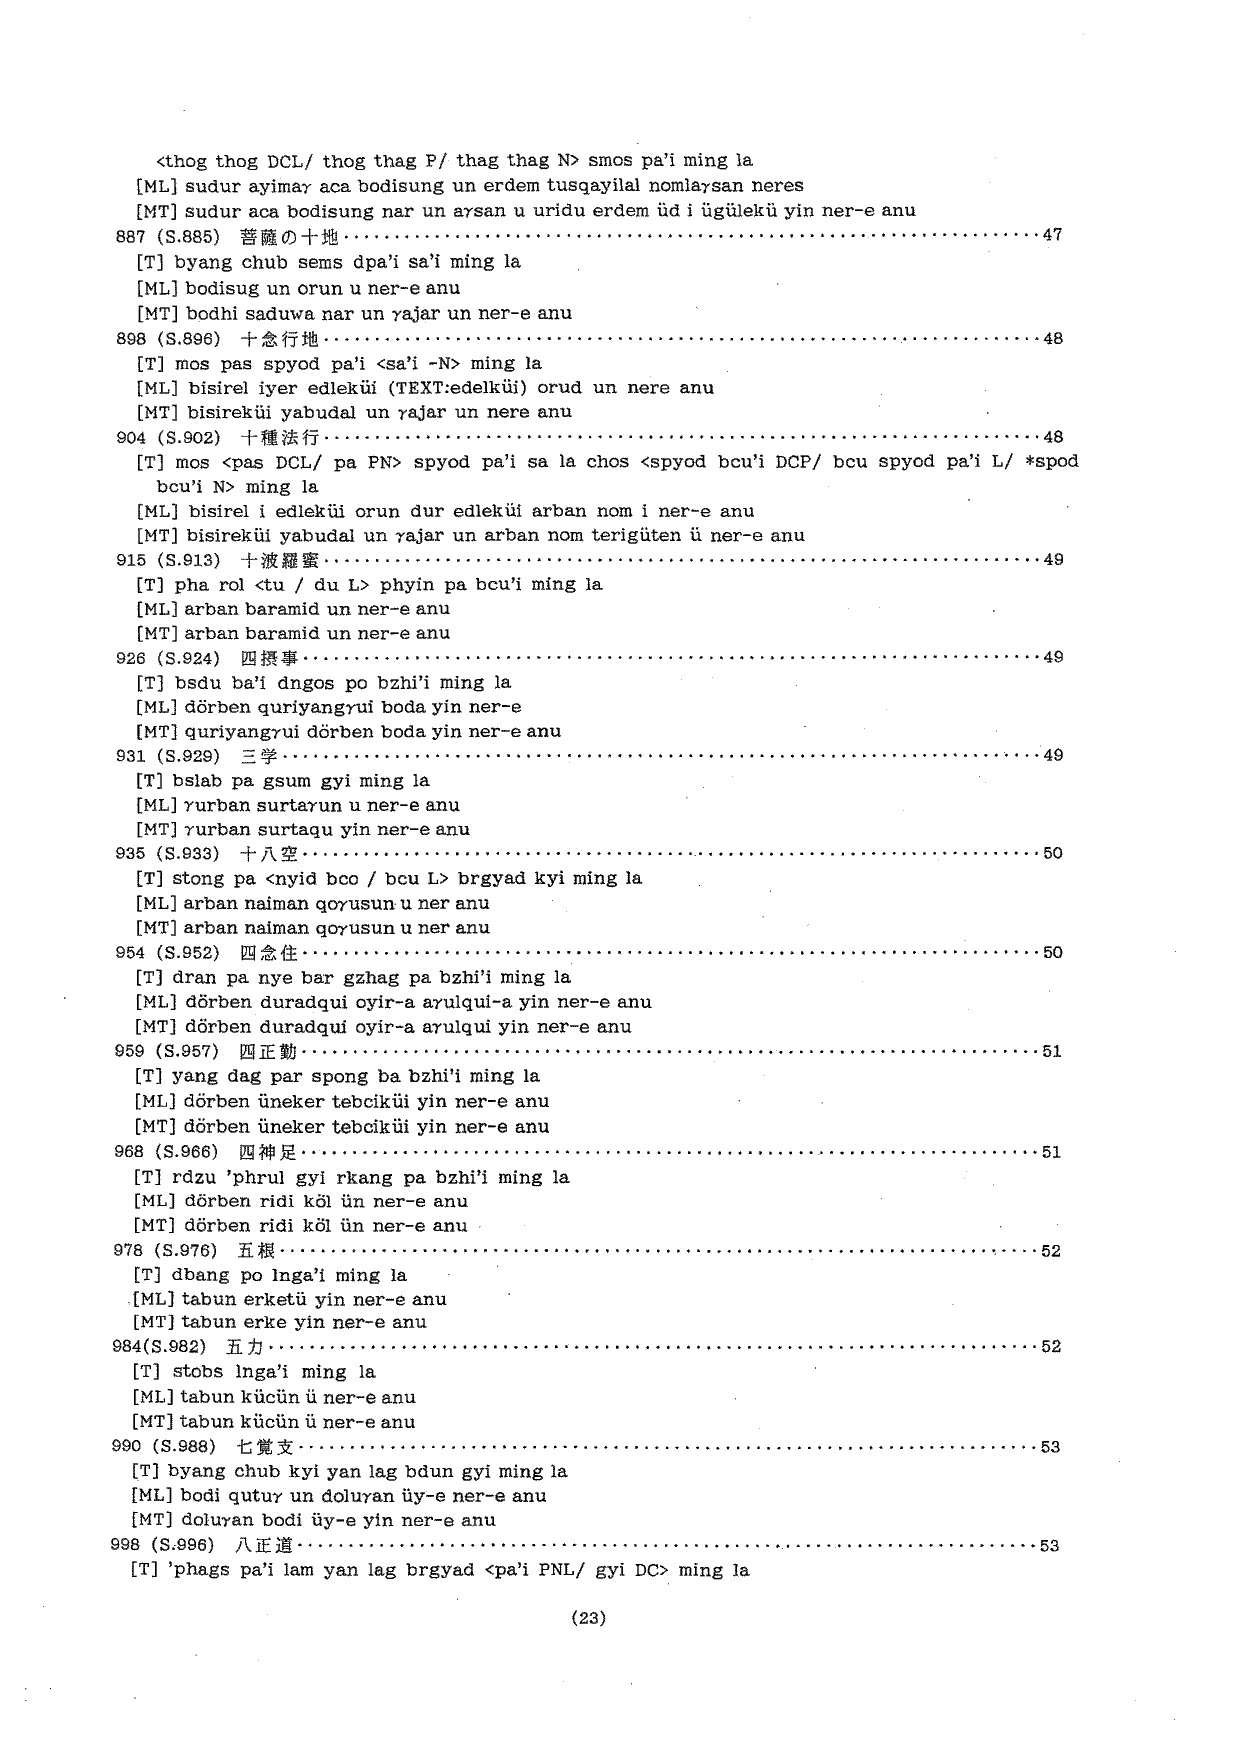 <thog thog DCL/ thog thag P/ thag thag N> smos pa'i ming la
[ML] sudur ayimaγ aca bodisung un erdem tusqayilal nomlaγsan neres
[MT] sudur aca bodisung nar un aγsan u uridu erdem üd i ügülekü yin ner-e anu
887 (S.885) 菩薩の十地・・・・・・・・・・・・・・・・・・・・47
[T] byang chub sems dpa'i sa'i ming la
[ML] bodisug un orun u ner-e anu
[MT] bodhi saduwa nar un γajar un ner-e anu
898 (S.896) 十念行地・・・・・・・・・・・・・・・・・・・・48
[T] mos pas spyod pa'i <sa'i -N> ming la
[ML] bisirel iyer edleküi (TEXT:edelküi) orud un nere anu
[MT] bisireküi yabudal un γajar un nere anu
904 (S.902) 十種法行・・・・・・・・・・・・・・・・・・・・48
[T] mos <pas DCL/ pa PN> spyod pa'i sa la chos <spyod bcu'i DCP/ bcu spyod pa'i L/ *spod
bcu'i N> ming la
[ML] bisirel i edleküi orun dur edleküi arban nom i ner-e anu
[MT] bisireküi yabudal un γajar un arban nom terigüten ü ner-e anu
915 (S.913) 十波羅蜜・・・・・・・・・・・・・・・・・・・・49
[T] pha rol <tu / du L> phyin pa bcu'i ming la
[ML] arban baramid un ner-e anu
[MT] arban baramid un ner-e anu
926 (S.924) 四摂事・・・・・・・・・・・・・・・・・・・・49
[T] bsdu ba'i dngos po bzhi'i ming la
[ML] dörben quriyangγui boda yin ner-e
[MT] quriyangγui dörben boda yin ner-e anu
931 (S.929) 三学・・・・・・・・・・・・・・・・・・・・49
[T] bslab pa gsum gyi ming la
[ML] γurban surtaγun u ner-e anu
[MT] γurban surtaqu yin ner-e anu
935 (S.933) 十八空・・・・・・・・・・・・・・・・・・・・50
[T] stong pa <nyid bco / bcu L> brgyad kyi ming la
[ML] arban naiman qoγusun u ner anu
[MT] arban naiman qoγusun u ner anu
954 (S.952) 四念住・・・・・・・・・・・・・・・・・・・・50
[T] dran pa nye bar gzhag pa bzhi'i ming la
[ML] dörben duradqui oyir-a aγulqui-a yin ner-e anu
[MT] dörben duradqui oyir-a aγulqui yin ner-e anu
959 (S.957) 四正勤・・・・・・・・・・・・・・・・・・・・51
[T] yang dag par spong ba bzhi'i ming la
[ML] dörben üneker tebciküi yin ner-e anu
[MT] dörben üneker tebciküi yin ner-e anu
968 (S.966) 四神足・・・・・・・・・・・・・・・・・・・・51
[T] rdzu 'phrul gyi rkang pa bzhi'i ming la
[ML] dörben ridi köl ün ner-e anu
[MT] dörben ridi köl ün ner-e anu
978 (S.976) 五根・・・・・・・・・・・・・・・・・・・・52
[T] dbang po lnga'i ming la
[ML] tabun erketü yin ner-e anu
[MT] tabun erke yin ner-e anu
984(S.982) 五力・・・・・・・・・・・・・・・・・・・・52
[T] stobs lnga'i ming la
[ML] tabun kücün ü ner-e anu
[MT] tabun kücün ü ner-e anu
990 (S.988) 七覚支・・・・・・・・・・・・・・・・・・・・53
[T] byang chub kyi yan lag bdun gyi ming la
[ML] bodi qutuγ un doluγan üy-e ner-e anu
[MT] doluγan bodi üy-e yin ner-e anu
998 (S.996) 八正道・・・・・・・・・・・・・・・・・・・・53
[T] 'phags pa'i lam yan lag brgyad <pa'i PNL/ gyi DC> ming la
(23)